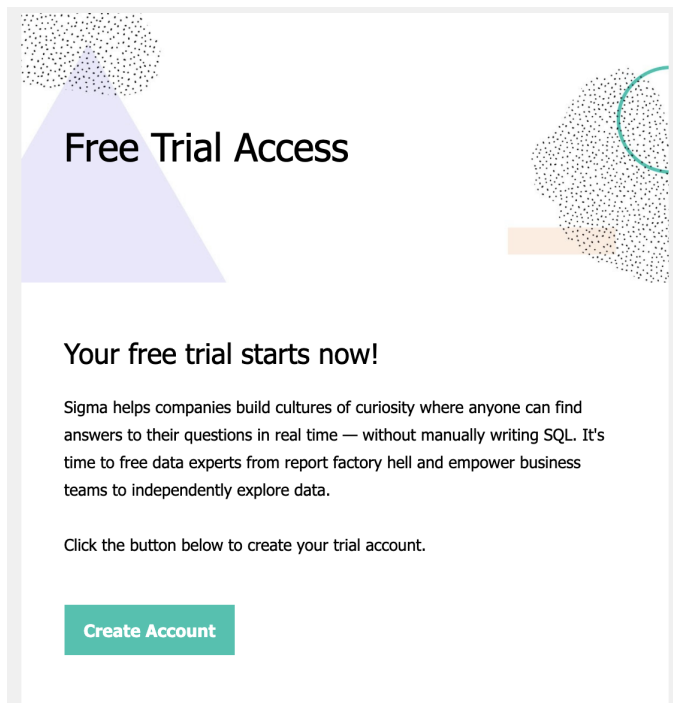 Free Trial Access
Your free trial starts now!
Sigma helps companies build cultures of curiosity where anyone can find
answers to their questions in real time — without manually writing SQL. It's
time to free data experts from report factory hell and empower business
teams to independently explore data.
Click the button below to create your trial account.
Create Account